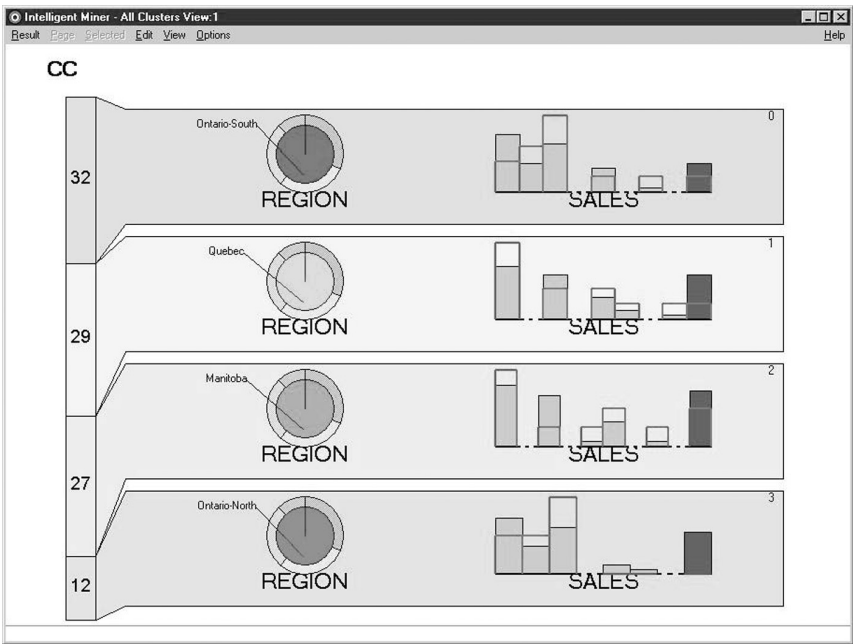 Intelligent Miner - All Clusters View:1
Result Page Selected Edit View Options Help
CC
32
Ontario-South
REGION
SALES
0
29
Quebec
REGION
SALES
1
27
Manitoba
REGION
SALES
2
12
Ontario-North
REGION
SALES
3